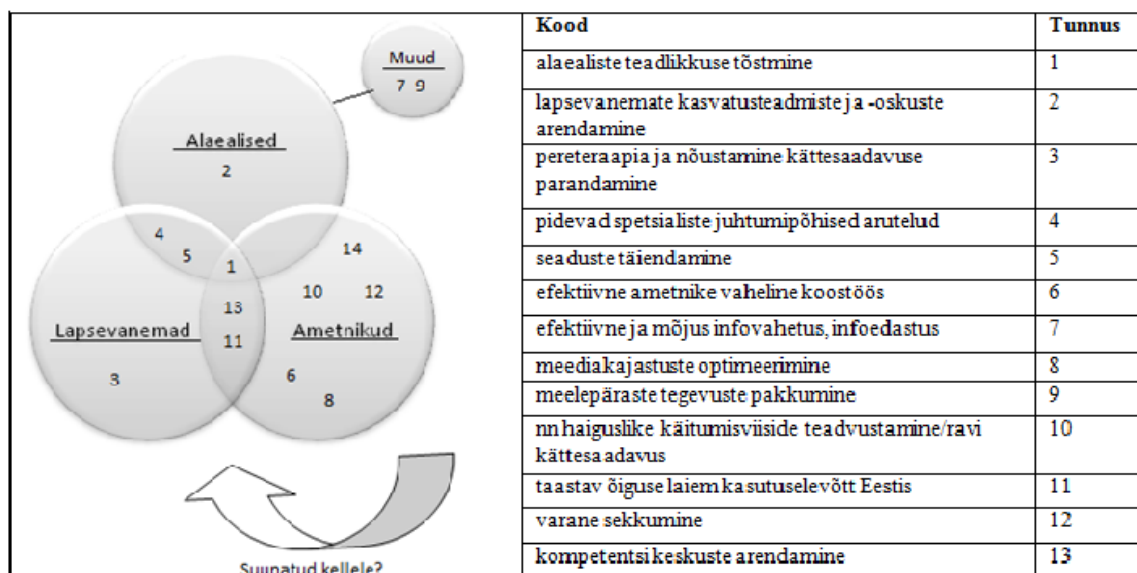 Muud
7 9
Alaealised
2
4
5
1
14
13
10 12
Lapsevanemad
11
Ametnikud
3
6
8
Suunatud kellele?
Kood Tunnus
alaealiste teadlikkuse tõstmine 1
lapsevanemate kasvatusteadmiste ja -oskuste 2
arendamine
pereteraapia ja nõustamine kättesaadavuse 3
parandamine
pidevad spetsialiste juhtumipõhised arutelud 4
seaduste täiendamine 5
efektiivne ametnike vaheline koostöös 6
efektiivne ja mõjus infovahetus, infoedastus 7
meediakajastuste optimeerimine 8
meelepäraste tegevuste pakkumine 9
nn haiguslike käitumisviiside teadvustamine/ravi 10
kättesaadavus
taastav õiguse laiem kasutuselevõtt Eestis 11
varane sekkumine 12
kompetentsi keskuste arendamine 13